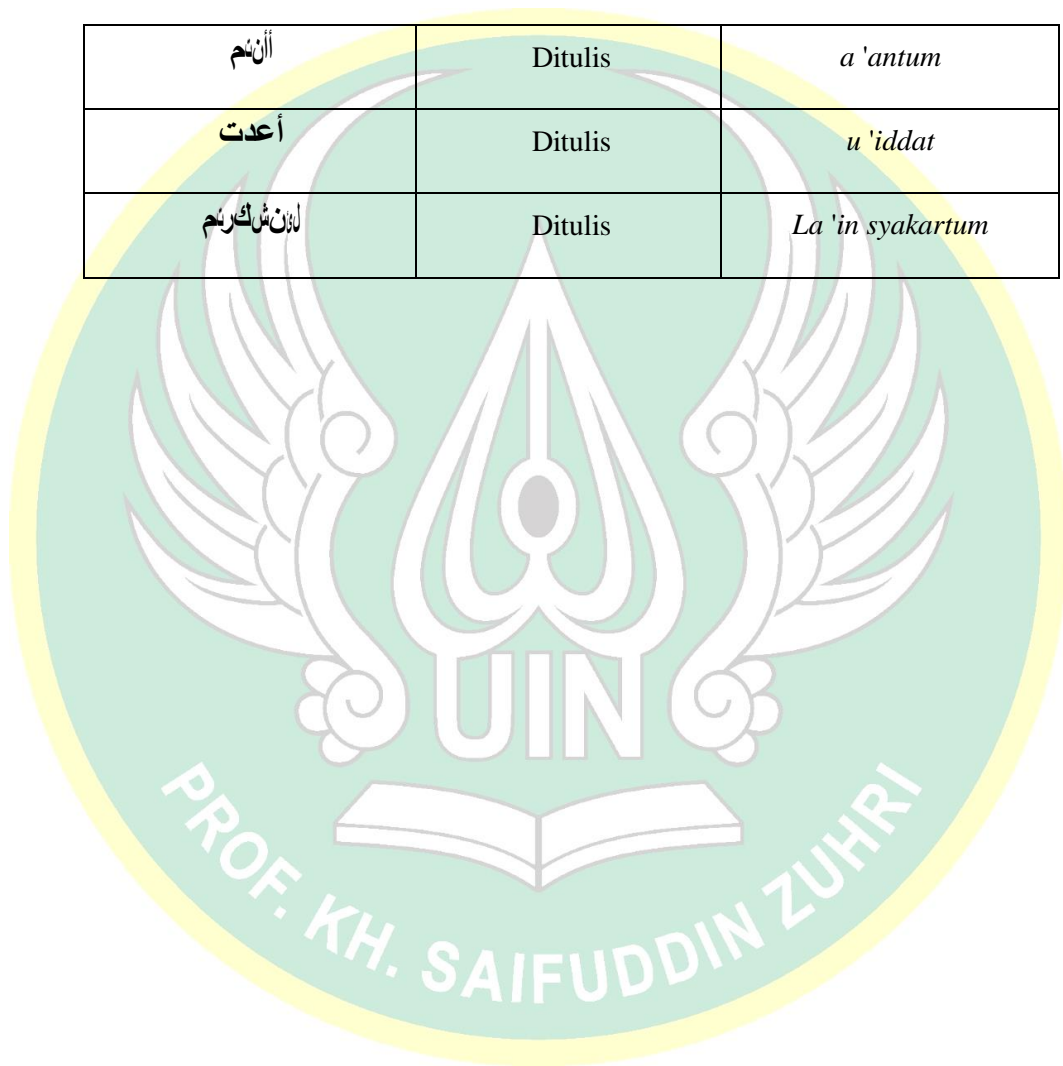 أأنتم Ditulis a 'antum
أعدت Ditulis u 'iddat
لئن شكرتم Ditulis La 'in syakartum
UIN
PROF. KH. SAIFUDDIN ZUHRI